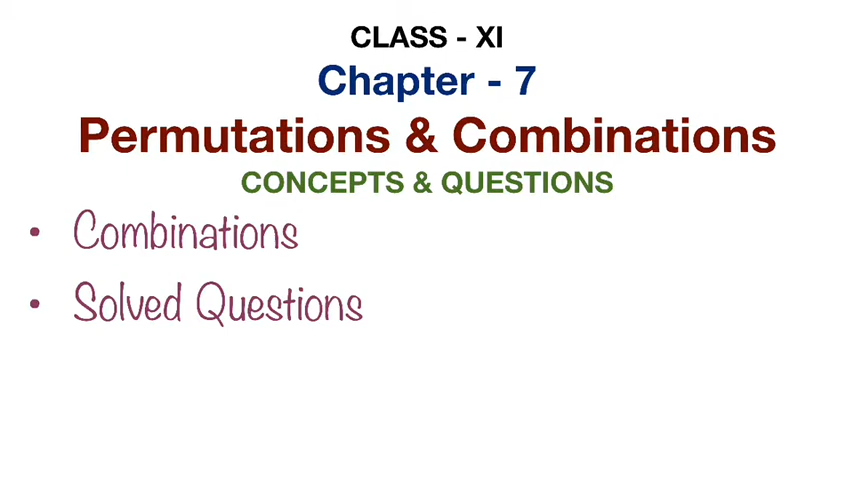 CLASS - XI
Chapter - 7
Permutations & Combinations
CONCEPTS & QUESTIONS
• Combinations
• Solved Questions